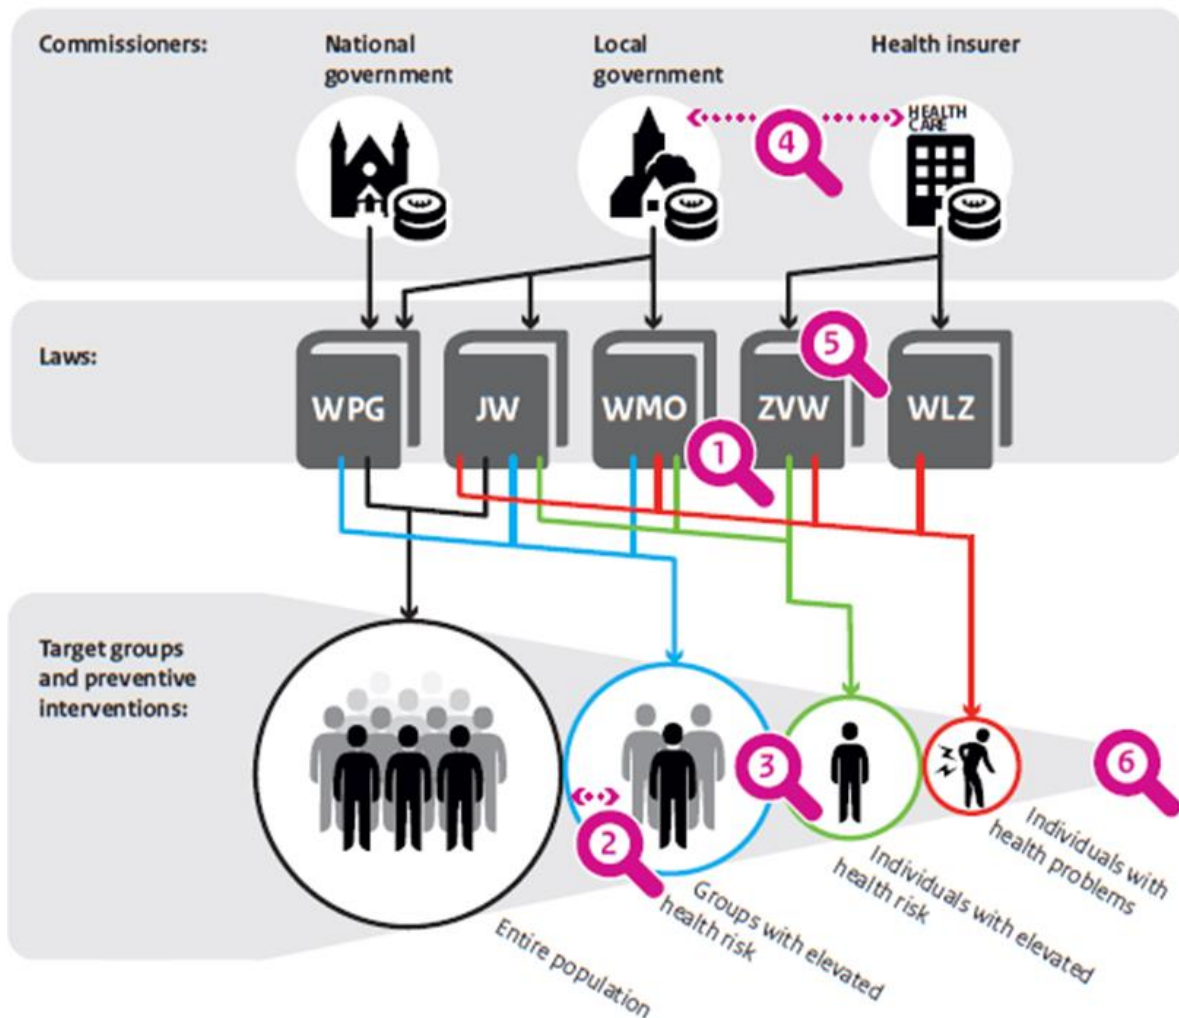 Commissioners:
National
government
Local
government
Health insurer
HEALTH
CARE
4
Laws:
5
WPG
JW
WMO
ZVW
WLZ
1
Target groups
and preventive
interventions:
3
6
2
Entire population
Groups with elevated
health risk
Individuals with elevated
health risk
Individuals with
health problems